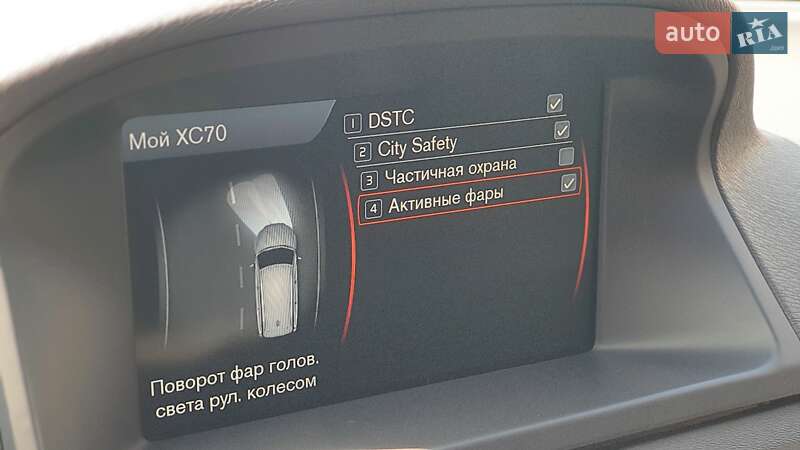 auto RIA
Мой XC70
1 DSTC
2 City Safety
3 Частичная охрана
4 Активные фары
Поворот фар голов.
света рул. колесом